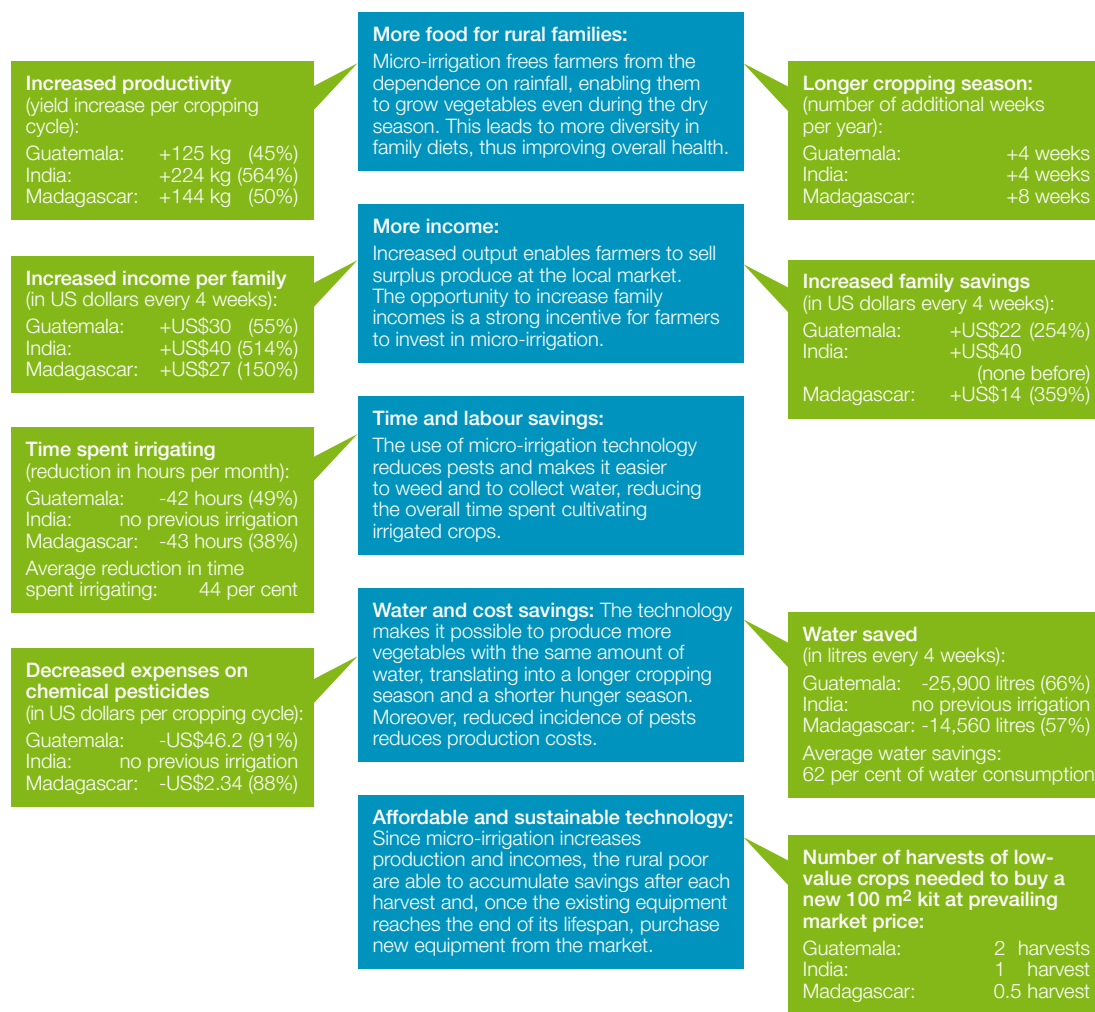 More food for rural families:
Micro-irrigation frees farmers from the
dependence on rainfall, enabling them
to grow vegetables even during the dry
season. This leads to more diversity in
family diets, thus improving overall health.
Increased productivity
(yield increase per cropping
cycle):
Guatemala: +125 kg (45%)
India: +224 kg (564%)
Madagascar: +144 kg (50%)
Longer cropping season:
(number of additional weeks
per year):
Guatemala: +4 weeks
India: +4 weeks
Madagascar: +8 weeks
More income:
Increased output enables farmers to sell
surplus produce at the local market.
The opportunity to increase family
incomes is a strong incentive for farmers
to invest in micro-irrigation.
Increased income per family
(in US dollars every 4 weeks):
Guatemala: +US$30 (55%)
India: +US$40 (514%)
Madagascar: +US$27 (150%)
Increased family savings
(in US dollars every 4 weeks):
Guatemala: +US$22 (254%)
India: +US$40
(none before)
Madagascar: +US$14 (359%)
Time and labour savings:
The use of micro-irrigation technology
reduces pests and makes it easier
to weed and to collect water, reducing
the overall time spent cultivating
irrigated crops.
Time spent irrigating
(reduction in hours per month):
Guatemala: -42 hours (49%)
India: no previous irrigation
Madagascar: -43 hours (38%)
Average reduction in time
spent irrigating: 44 per cent
Water and cost savings: The technology
makes it possible to produce more
vegetables with the same amount of
water, translating into a longer cropping
season and a shorter hunger season.
Moreover, reduced incidence of pests
reduces production costs.
Decreased expenses on
chemical pesticides
(in US dollars per cropping cycle):
Guatemala: -US$46.2 (91%)
India: no previous irrigation
Madagascar: -US$2.34 (88%)
Water saved
(in litres every 4 weeks):
Guatemala: -25,900 litres (66%)
India: no previous irrigation
Madagascar: -14,560 litres (57%)
Average water savings:
62 per cent of water consumption
Affordable and sustainable technology:
Since micro-irrigation increases
production and incomes, the rural poor
are able to accumulate savings after each
harvest and, once the existing equipment
reaches the end of its lifespan, purchase
new equipment from the market.
Number of harvests of low-
value crops needed to buy a
new 100 m² kit at prevailing
market price:
Guatemala: 2 harvests
India: 1 harvest
Madagascar: 0.5 harvest